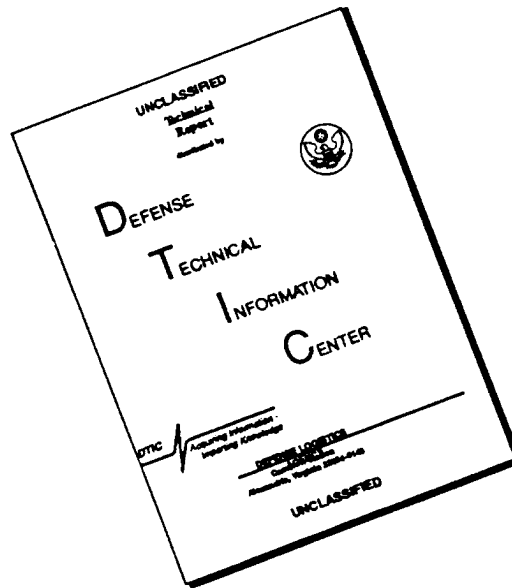 UNCLASSIFIED
Technical
Report
distributed by
DEFENSE
TECHNICAL
INFORMATION
CENTER
DTIC
Acquiring Information -
Imparting Knowledge
DEFENSE LOGISTICS
Cameron Station
Alexandria, Virginia
UNCLASSIFIED